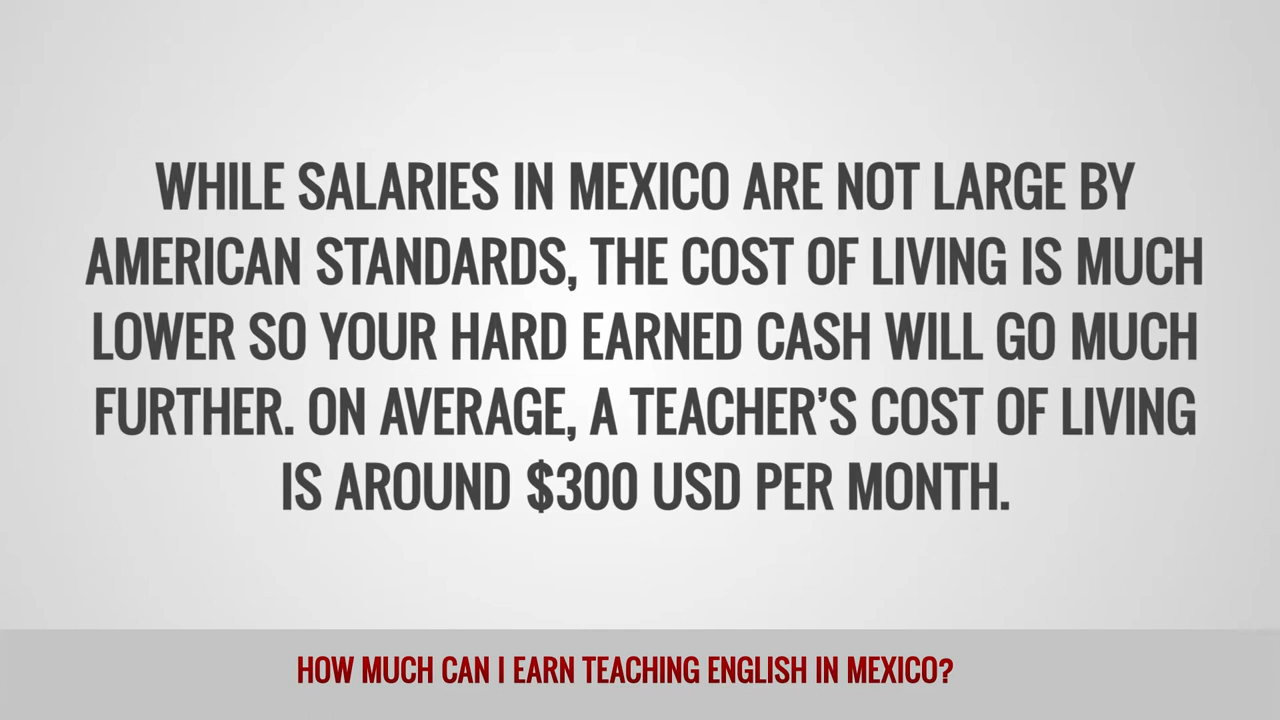 WHILE SALARIES IN MEXICO ARE NOT LARGE BY
AMERICAN STANDARDS, THE COST OF LIVING IS MUCH
LOWER SO YOUR HARD EARNED CASH WILL GO MUCH
FURTHER. ON AVERAGE, A TEACHER’S COST OF LIVING
IS AROUND $300 USD PER MONTH.
HOW MUCH CAN I EARN TEACHING ENGLISH IN MEXICO?